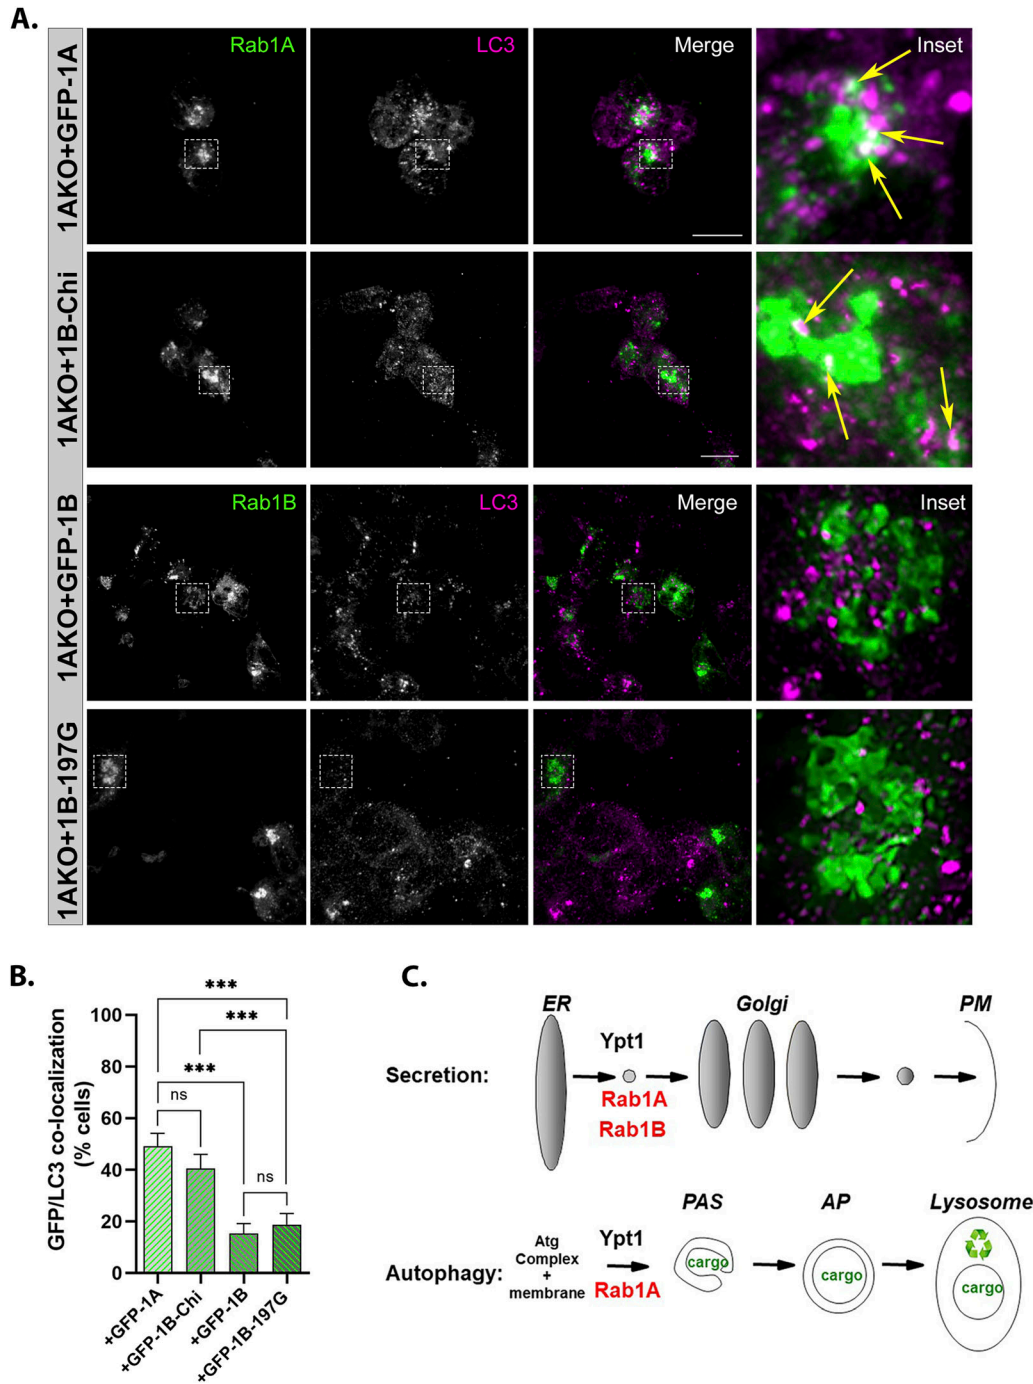 A.
1AKO+GFP-1A
Rab1A
LC3
Merge
Inset
1AKO+1B-Chi
1AKO+GFP-1B
Rab1B
LC3
Merge
Inset
1AKO+1B-197G
B.
GFP/LC3 co-localization
(% cells)
100
80
60
40
20
0
***
***
***
ns
ns
+GFP-1A
+GFP-1B-Chi
+GFP-1B
+GFP-1B-197G
C.
ER
Golgi
PM
Secretion:
Ypt1
Rab1A
Rab1B
PAS
AP
Lysosome
Autophagy:
Atg
Complex
+
membrane
Ypt1
Rab1A
cargo
cargo
cargo